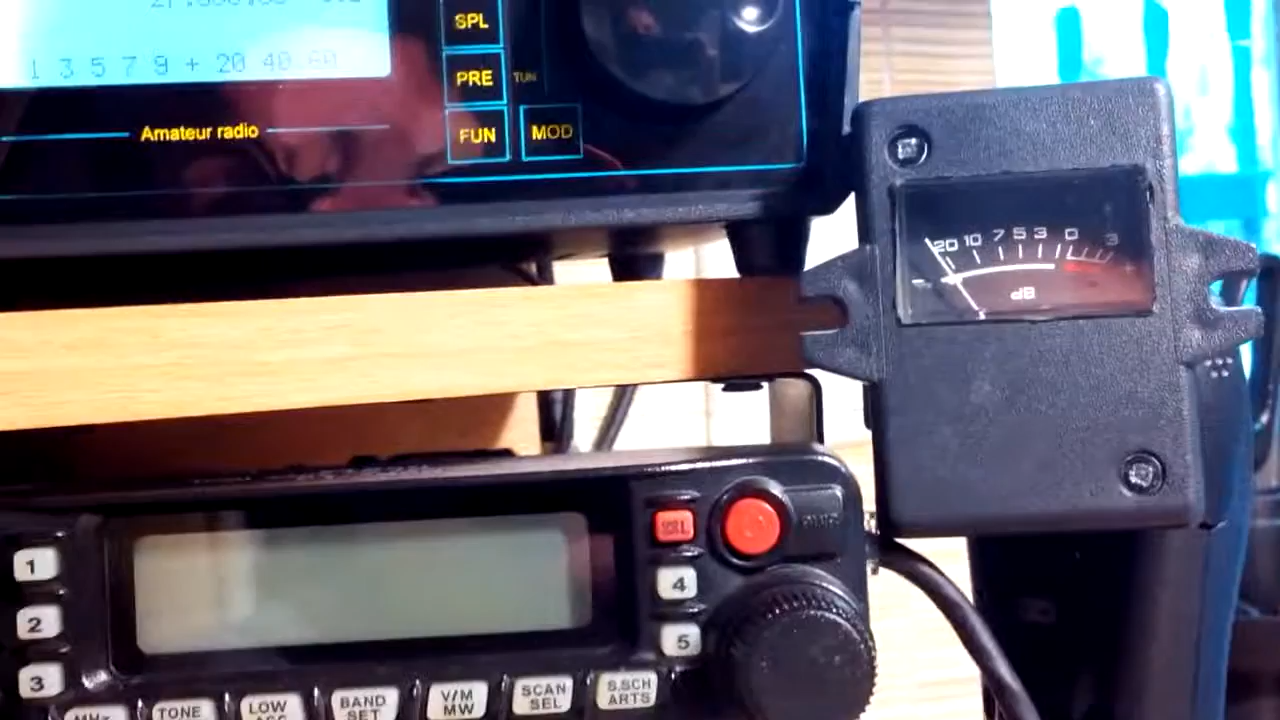 SPL
1 3 5 7 9 + 20 40 60
PRE
TUN
Amateur radio
FUN
MOD
20 10 7 5 3 0 3
dB
1
2
3
4
5
TONE
LOW
BAND
SET
V/M
MW
SCAN
SEL
S.SCH
ARTS